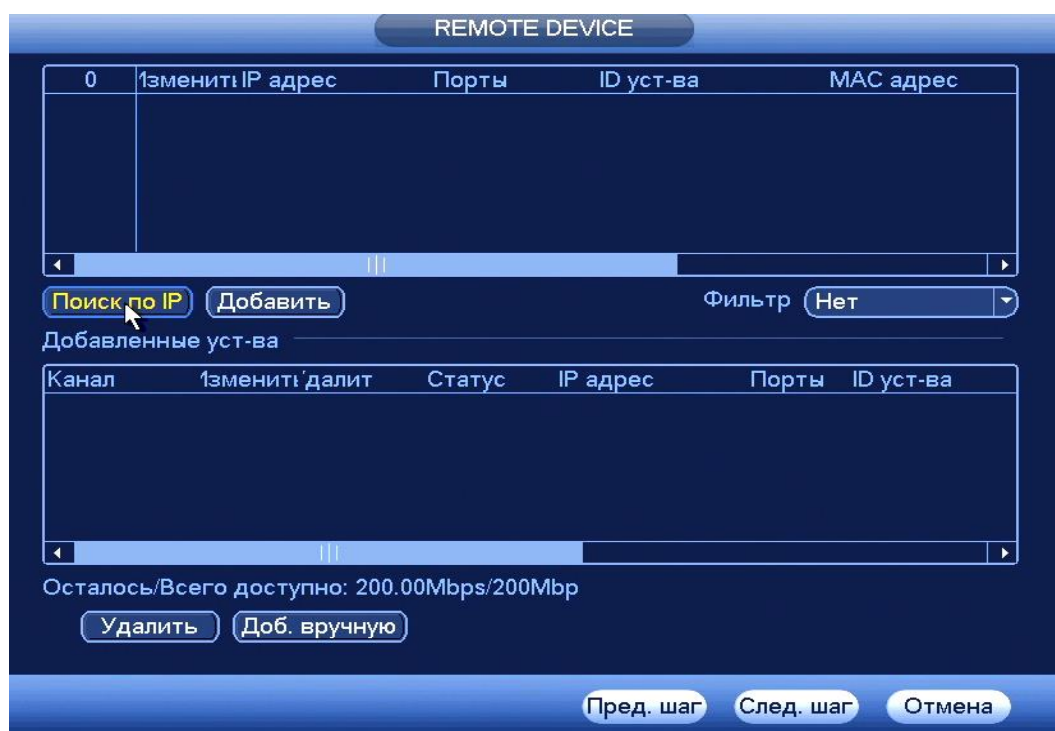 REMOTE DEVICE
0 Изменить IP адрес Порты ID уст-ва MAC адрес
Поиск по IP Добавить Фильтр Нет
Добавленные уст-ва
Канал Изменить далит Статус IP адрес Порты ID уст-ва
Осталось/Всего доступно: 200.00Mbps/200Mbp
Удалить Доб. вручную
Пред. шаг След. шаг Отмена